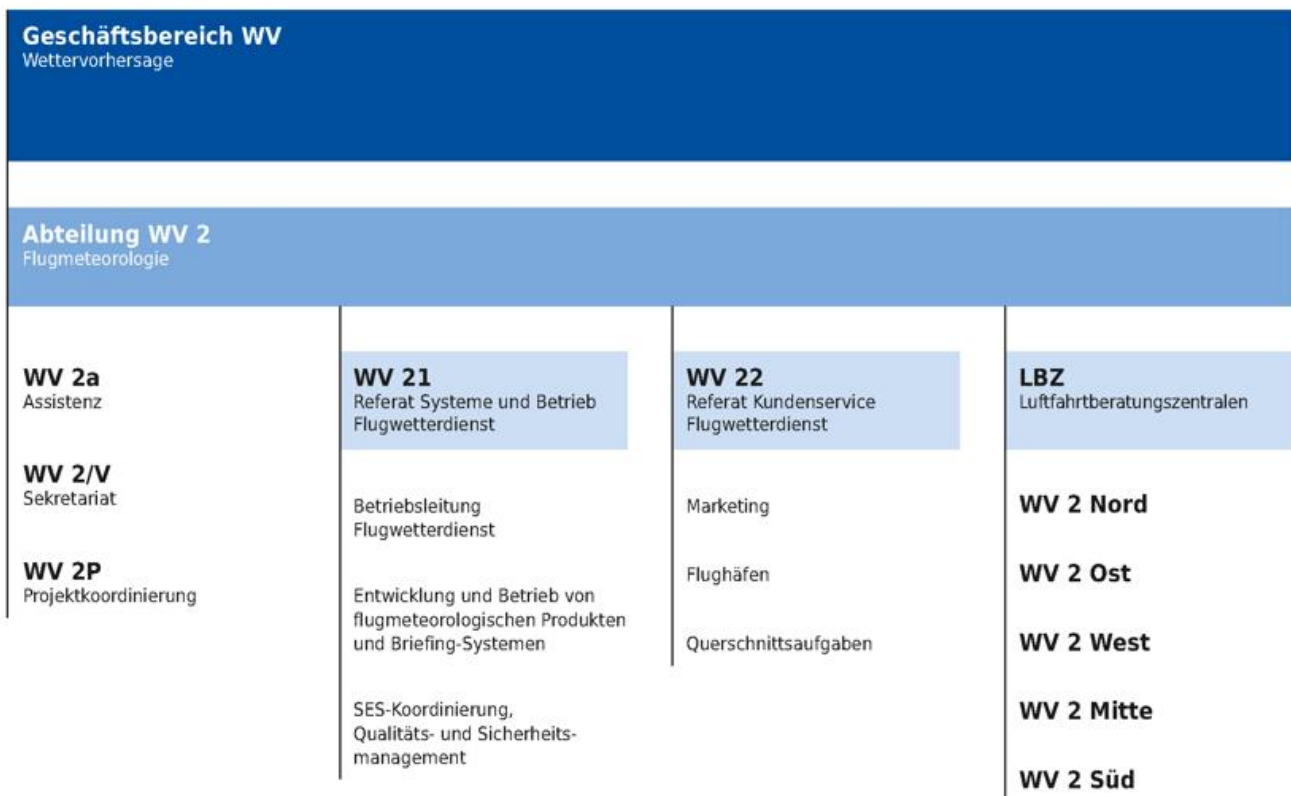 Geschäftsbereich WV
Wettervorhersage
Abteilung WV 2
Flugmeteorologie
WV 2a
Assistenz
WV 2/V
Sekretariat
WV 2P
Projektkoordinierung
WV 21
Referat Systeme und Betrieb
Flugwetterdienst
Betriebsleitung
Flugwetterdienst
Entwicklung und Betrieb von
flugmeteorologischen Produkten
und Briefing-Systemen
SES-Koordinierung,
Qualitäts- und Sicherheits-
management
WV 22
Referat Kundenservice
Flugwetterdienst
Marketing
Flughäfen
Querschnittsaufgaben
LBZ
Luftfahrtberatungszentralen
WV 2 Nord
WV 2 Ost
WV 2 West
WV 2 Mitte
WV 2 Süd